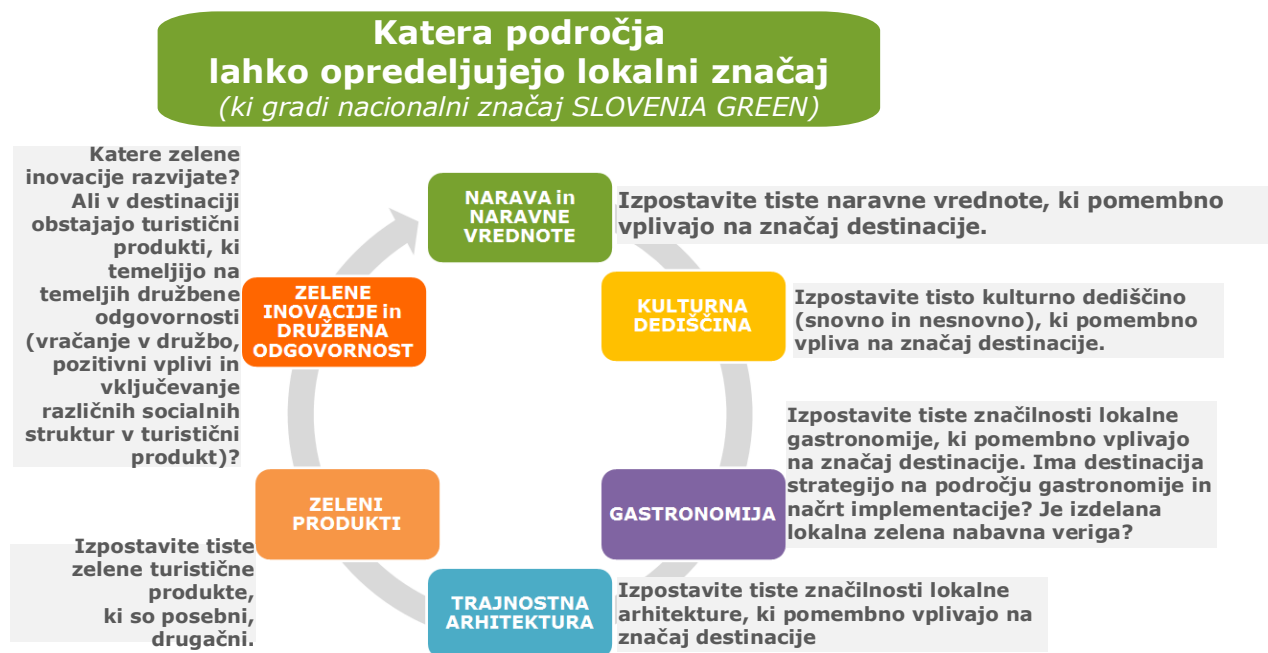 Katera področja
lahko opredeljujejo lokalni značaj
(ki gradi nacionalni značaj SLOVENIA GREEN)
NARAVA in
NARAVNE
VREDNOTE
Izpostavite tiste naravne vrednote, ki pomembno
vplivajo na značaj destinacije.
KULTURNA
DEDIŠČINA
Izpostavite tisto kulturno dediščino
(snovno in nesnovno), ki pomembno
vpliva na značaj destinacije.
GASTRONOMIJA
Izpostavite tiste značilnosti lokalne
gastronomije, ki pomembno vplivajo
na značaj destinacije. Ima destinacija
strategijo na področju gastronomije in
načrt implementacije? Je izdelana
lokalna zelena nabavna veriga?
TRAJNOSTNA
ARHITEKTURA
Izpostavite tiste značilnosti lokalne
arhitekture, ki pomembno vplivajo na
značaj destinacije
ZELENI
PRODUKTI
Izpostavite tiste
zelene turistične
produkte,
ki so posebni,
drugačni.
ZELENE
INOVACIJE in
DRUŽBENA
ODGOVORNOST
Katere zelene
inovacije razvijate?
Ali v destinaciji
obstajajo turistični
produkti, ki
temeljijo na
temeljih družbene
odgovornosti
(vračanje v družbo,
pozitivni vplivi in
vključevanje
različnih socialnih
struktur v turistični
produkt)?